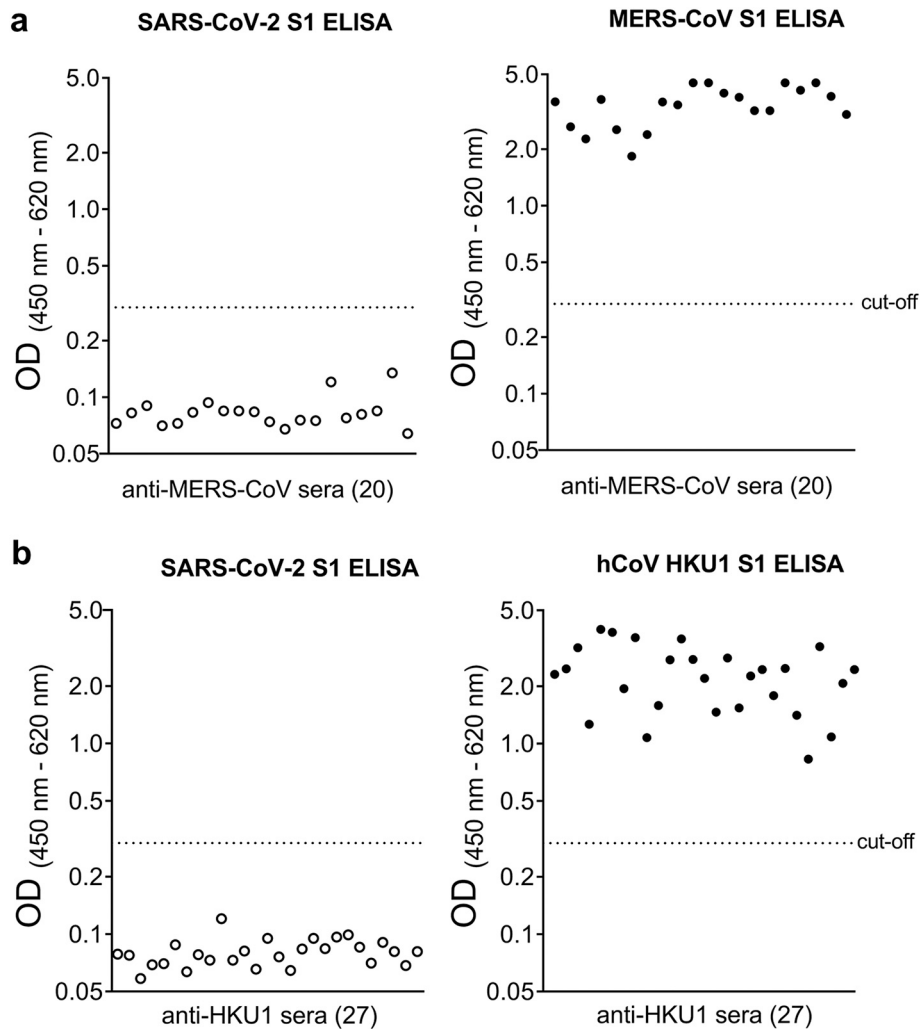 a
SARS-CoV-2 S1 ELISA
MERS-CoV S1 ELISA
OD (450 nm - 620 nm)
5.0
2.0
1.0
0.5
0.2
0.1
0.05
anti-MERS-CoV sera (20)
OD (450 nm - 620 nm)
5.0
2.0
1.0
0.5
0.2
0.1
0.05
cut-off
anti-MERS-CoV sera (20)
b
SARS-CoV-2 S1 ELISA
hCoV HKU1 S1 ELISA
OD (450 nm - 620 nm)
5.0
2.0
1.0
0.5
0.2
0.1
0.05
anti-HKU1 sera (27)
OD (450 nm - 620 nm)
5.0
2.0
1.0
0.5
0.2
0.1
0.05
cut-off
anti-HKU1 sera (27)